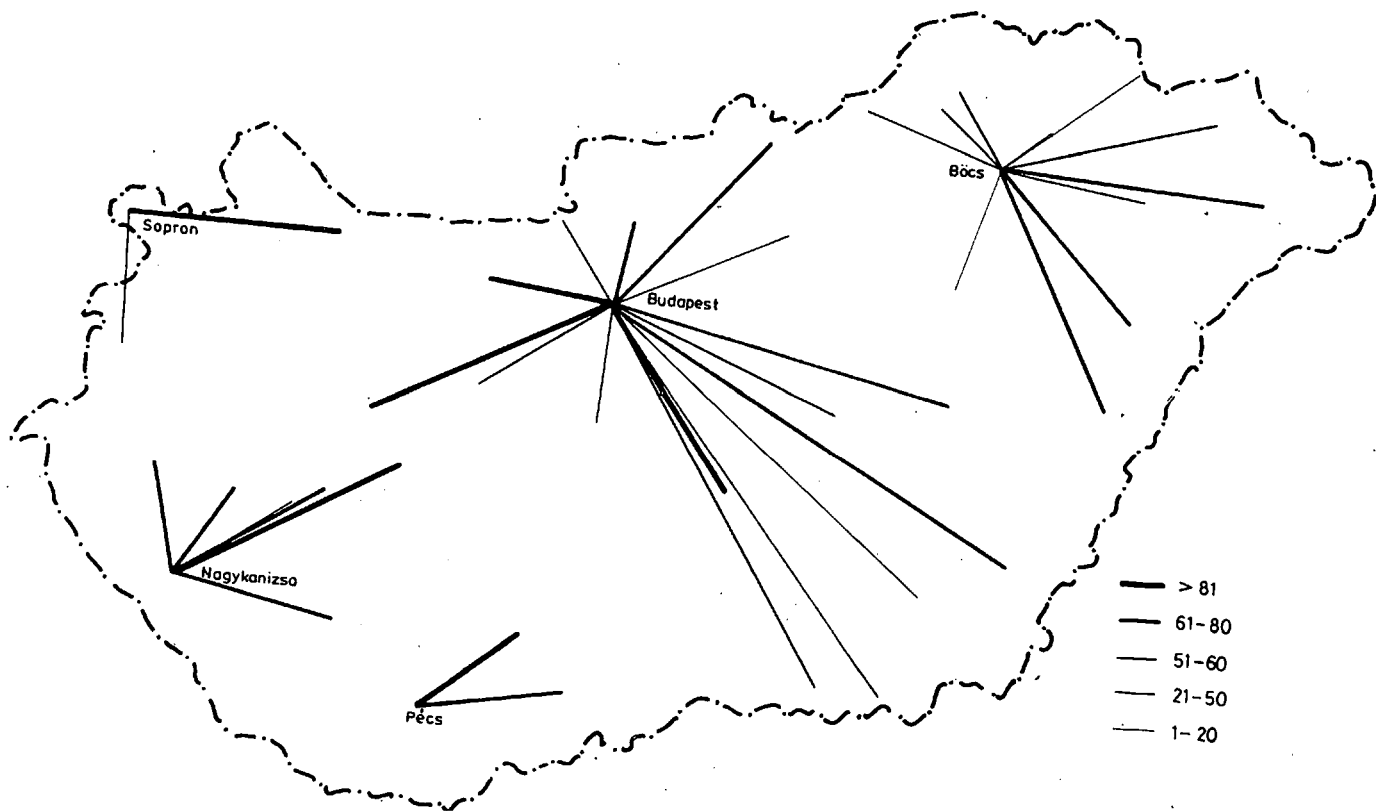 Böcs
Sopron
Budapest
Nagykanizsa
Pécs
> 81
61-80
51-60
21-50
1-20